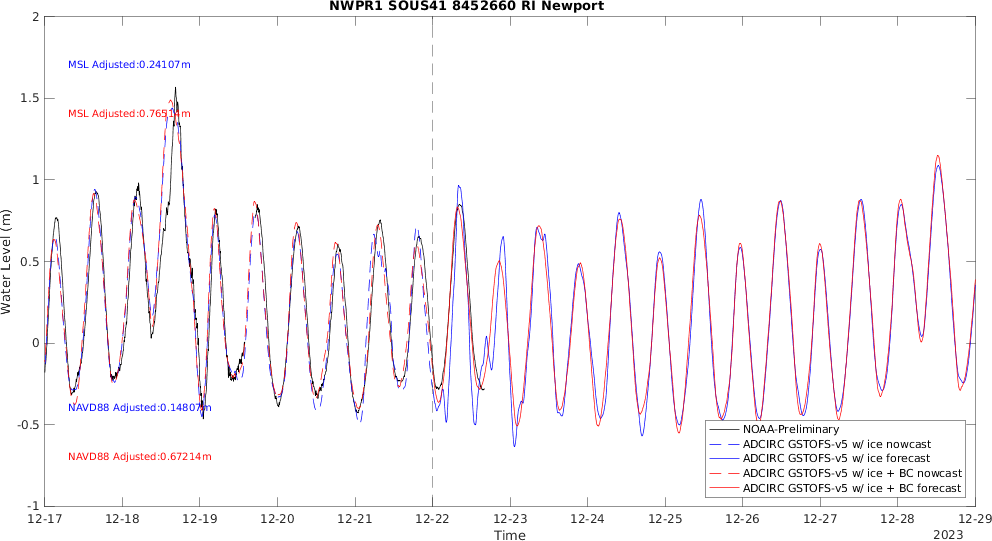 NWPR1 SOUS41 8452660 RI Newport
2
1.5
1
0.5
0
-0.5
-1
Water Level (m)
MSL Adjusted:0.24107m
MSL Adjusted:0.76514m
NAVD88 Adjusted:0.14807m
NAVD88 Adjusted:0.67214m
NOAA-Preliminary
ADCIRC GSTOFS-v5 w/ ice nowcast
ADCIRC GSTOFS-v5 w/ ice forecast
ADCIRC GSTOFS-v5 w/ ice + BC nowcast
ADCIRC GSTOFS-v5 w/ ice + BC forecast
12-17 12-18 12-19 12-20 12-21 12-22 12-23 12-24 12-25 12-26 12-27 12-28 12-29
Time
2023